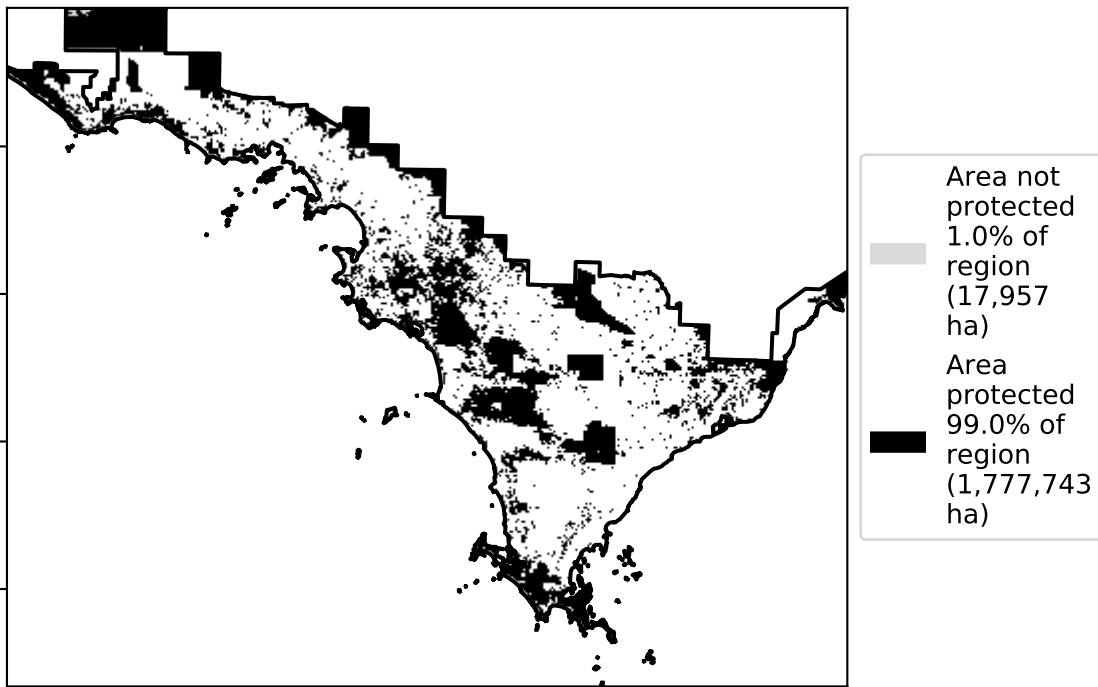 Area not
protected
1.0% of
region
(17,957
ha)
Area
protected
99.0% of
region
(1,777,743
ha)